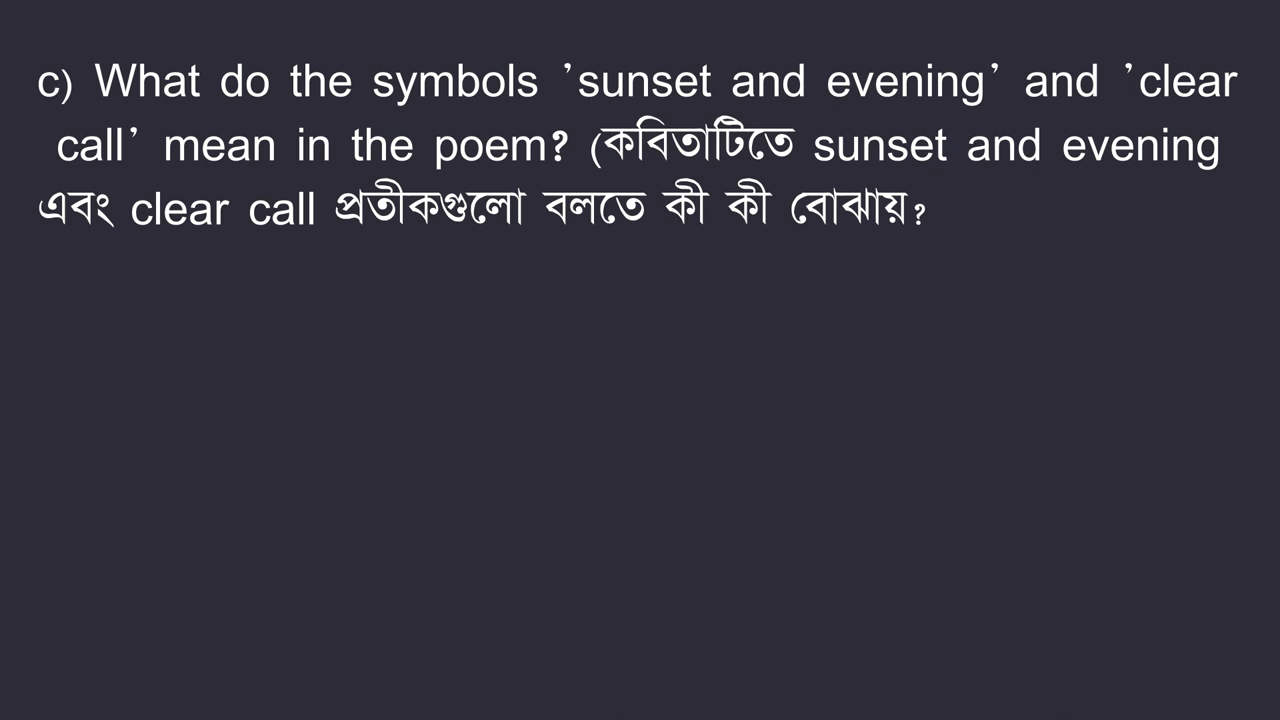 c) What do the symbols ’sunset and evening’ and ’clear
call’ mean in the poem? (কবিতাটিতে sunset and evening
এবং clear call প্রতীকগুলো বলতে কী কী বোঝায়?